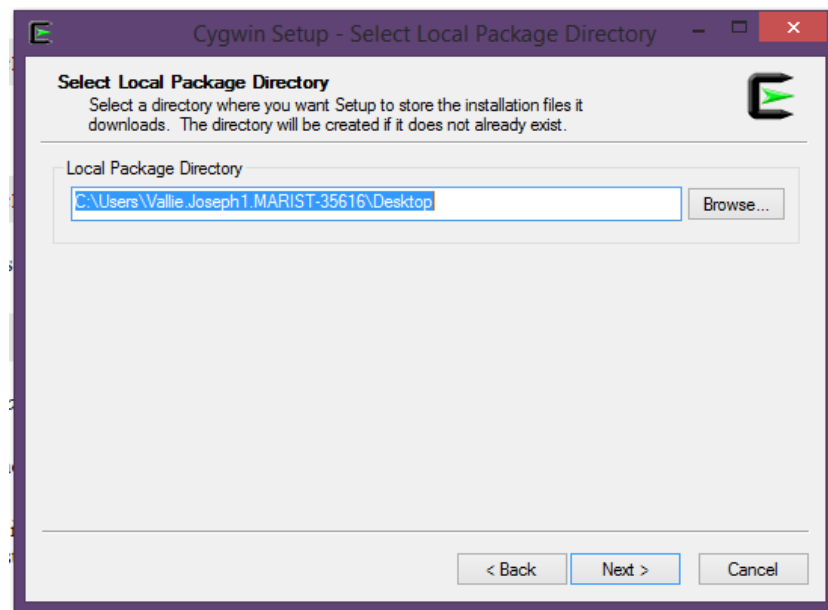 Cygwin Setup - Select Local Package Directory
Select Local Package Directory
Select a directory where you want Setup to store the installation files it
downloads. The directory will be created if it does not already exist.
Local Package Directory
C:\Users\Vallie.Joseph1.MARIST-35616\Desktop
Browse...
< Back
Next >
Cancel